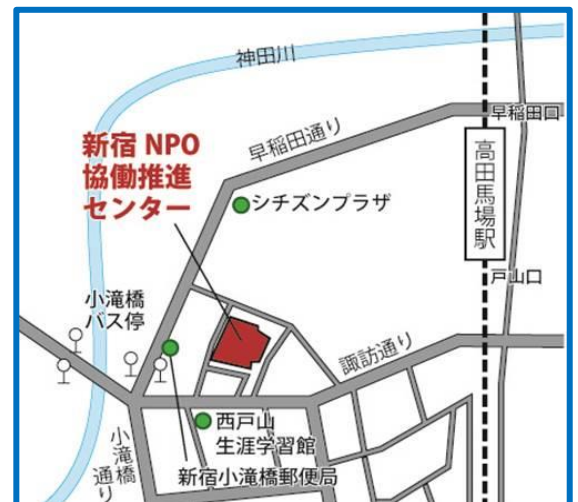 神田川
早稲田通り
早稲田口
新宿 NPO
協働推進
センター
高田馬場駅
シチズンプラザ
戸山口
小滝橋
バス停
諏訪通り
西戸山
生涯学習館
小滝橋通り
新宿小滝橋郵便局